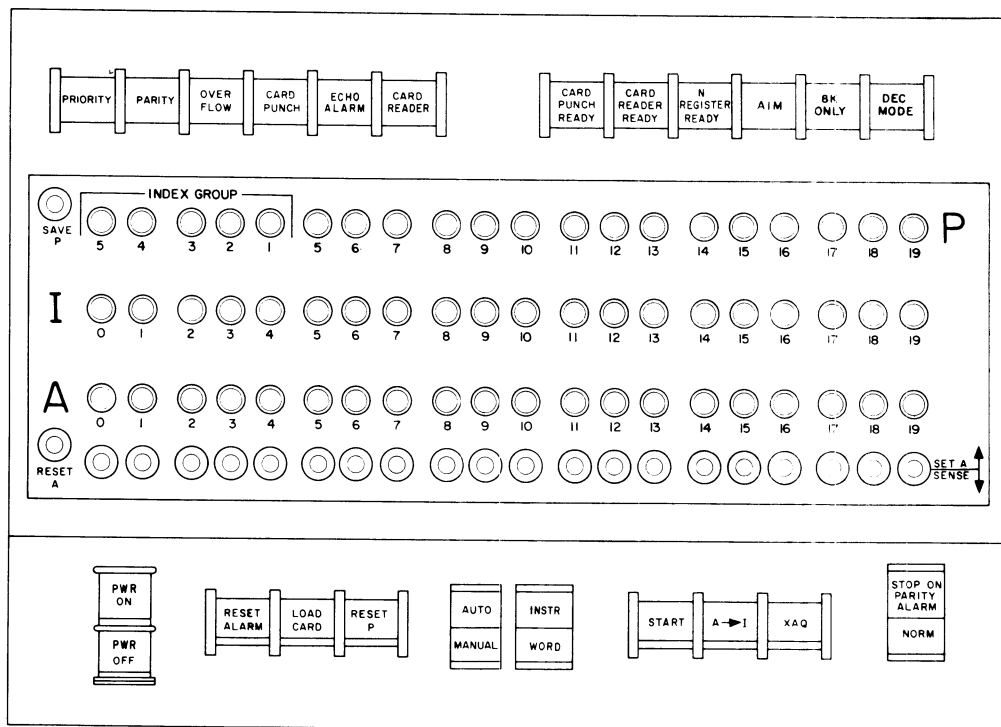 PRIORITY PARITY OVER FLOW CARD PUNCH ECHO ALARM CARD READER
CARD PUNCH READY CARD READER READY N REGISTER READY AIM 8K ONLY DEC MODE
INDEX GROUP
SAVE P
P
5 4 3 2 1 5 6 7 8 9 10 11 12 13 14 15 16 17 18 19
I
0 1 2 3 4 5 6 7 8 9 10 11 12 13 14 15 16 17 18 19
A
0 1 2 3 4 5 6 7 8 9 10 11 12 13 14 15 16 17 18 19
RESET A
SET A
SENSE
PWR ON
PWR OFF
RESET ALARM LOAD CARD RESET P
AUTO
MANUAL
INSTR
WORD
START A→I XAQ
STOP ON PARITY ALARM
NORM